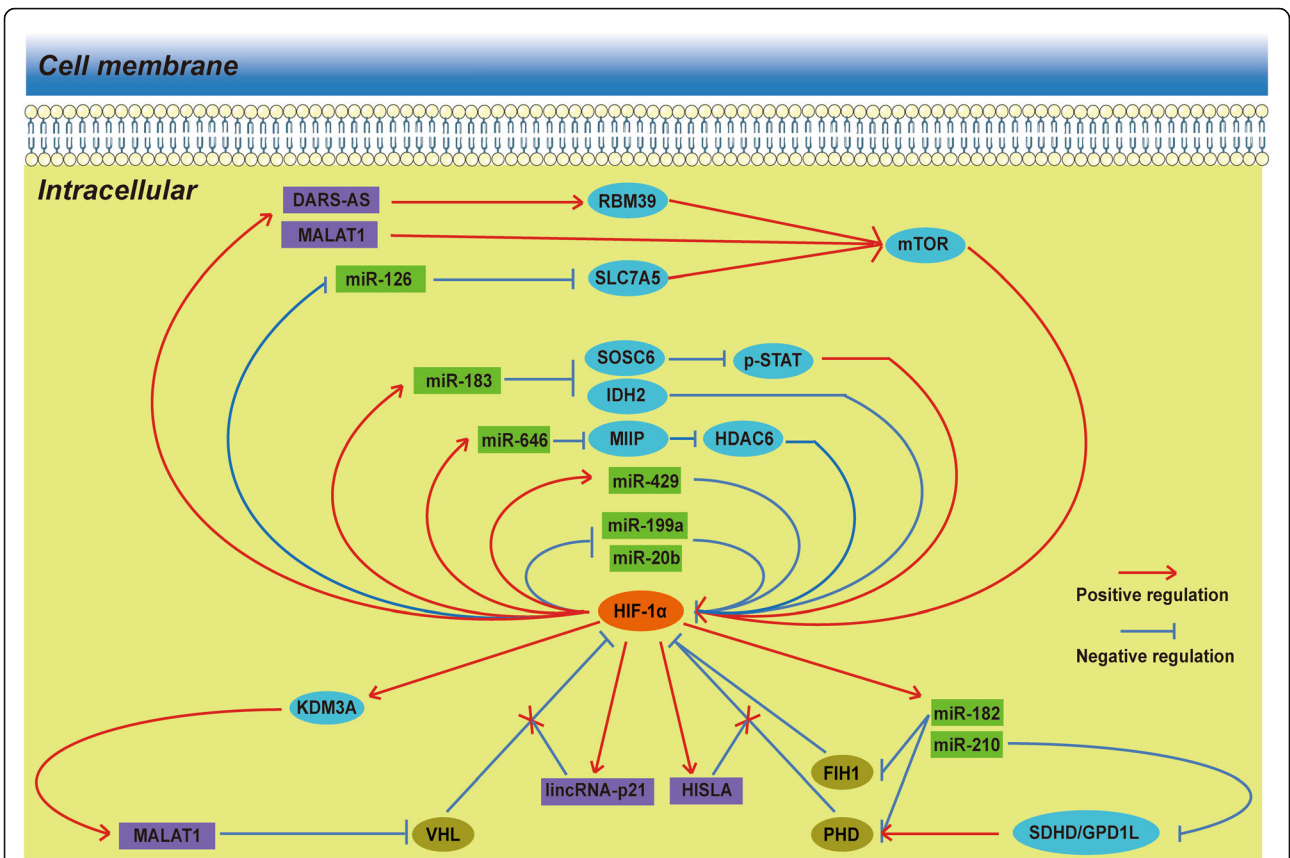 Cell membrane
Intracellular
DARS-AS
RBM39
MALAT1
mTOR
miR-126
SLC7A5
SOSC6
p-STAT
miR-183
IDH2
miR-646
MIIP
HDAC6
miR-429
miR-199a
miR-20b
HIF-1α
Positive regulation
Negative regulation
KDM3A
miR-182
miR-210
FIH1
lincRNA-p21
HISLA
MALAT1
VHL
PHD
SDHD/GPD1L